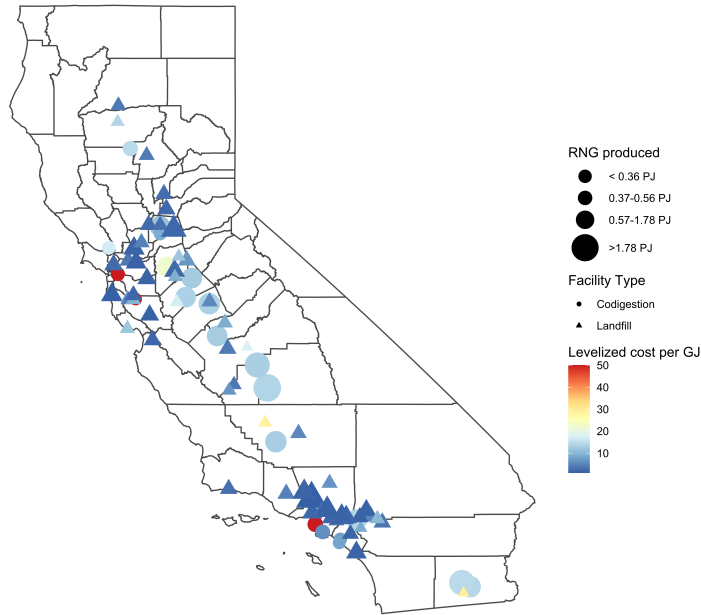 RNG produced
< 0.36 PJ
0.37-0.56 PJ
0.57-1.78 PJ
>1.78 PJ
Facility Type
Codigestion
Landfill
Levelized cost per GJ
50
40
30
20
10